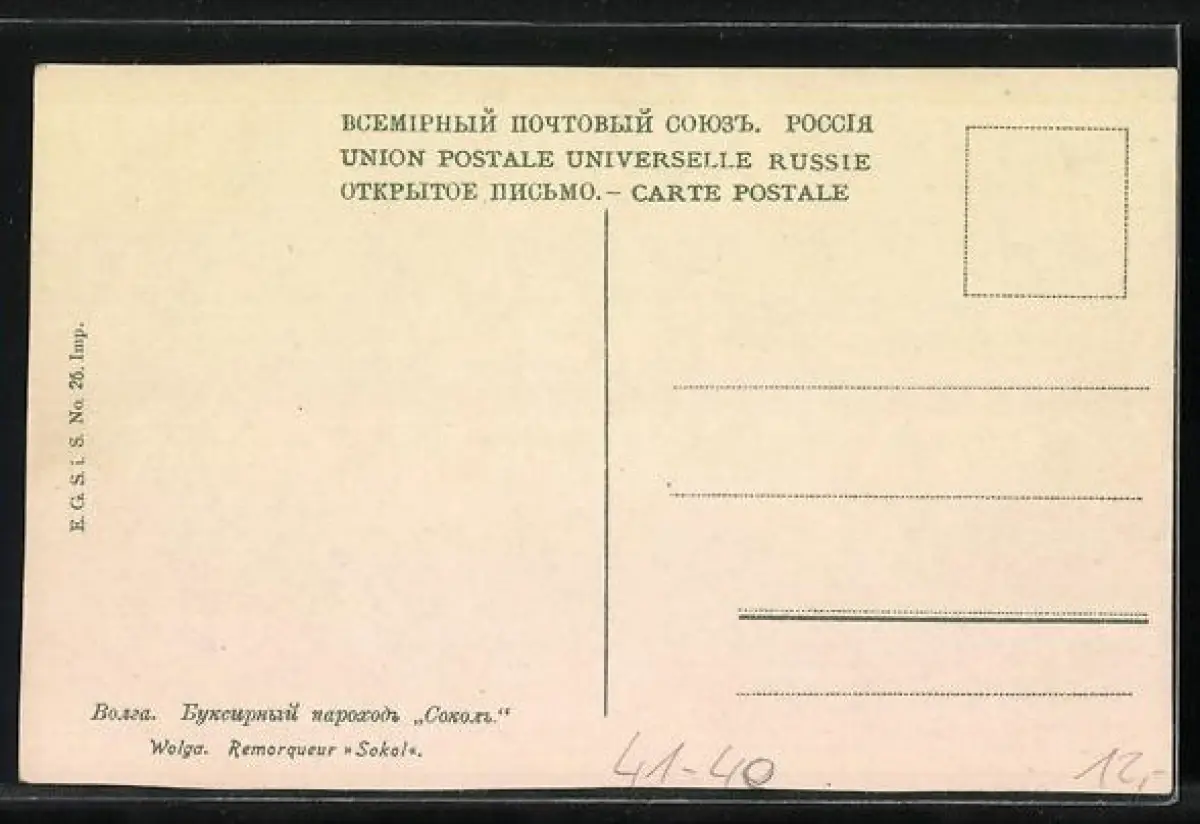 ВСЕМІРНЫЙ ПОЧТОВЫЙ СОЮЗЪ. РОССІЯ
UNION POSTALE UNIVERSELLE RUSSIE
ОТКРЫТОЕ ПИСЬМО.— CARTE POSTALE
E. G. S. i. S. No. 26. Imp.
Волга. Буксирный пароходъ „Соколъ.“
Wolga. Remorqueur »Sokol«.
41-40
12,-